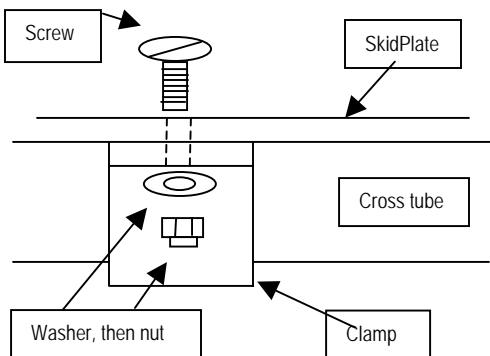 Screw
SkidPlate
Cross tube
Washer, then nut
Clamp